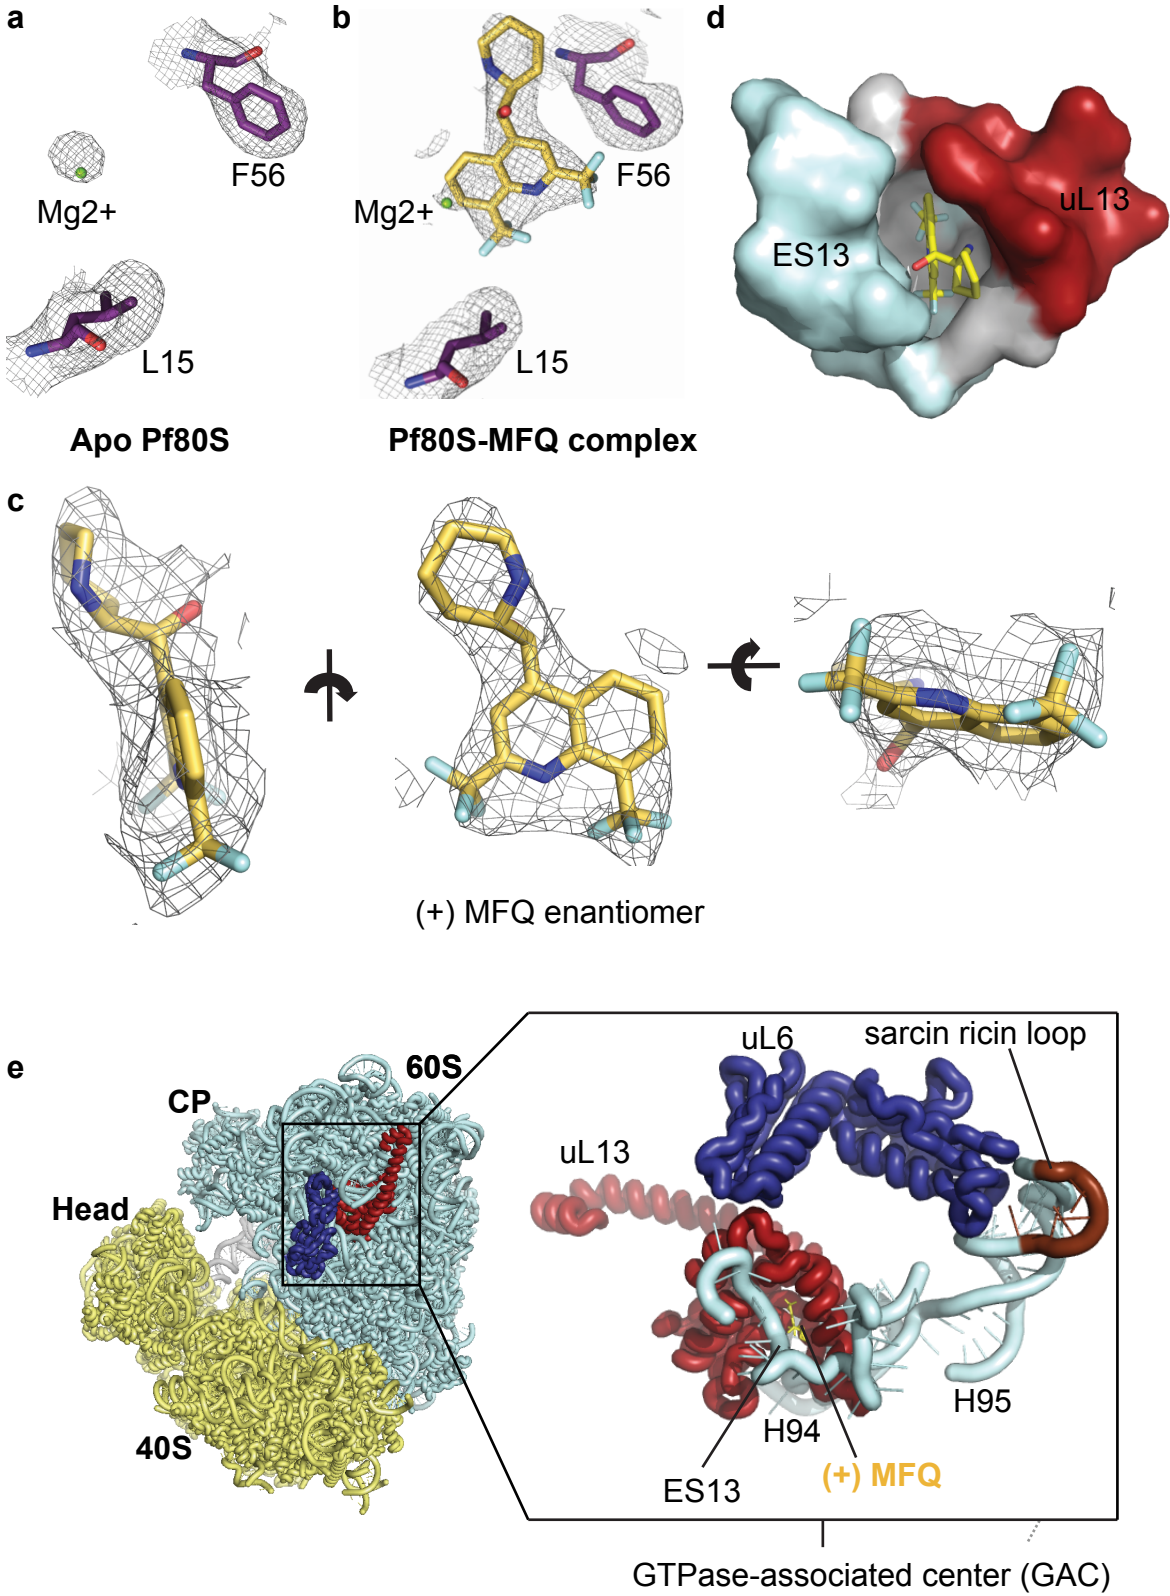 a
b
d
F56
Mg2+
L15
Apo Pf80S
F56
Mg2+
L15
Pf80S-MFQ complex
ES13
uL13
c
(+) MFQ enantiomer
e
60S
CP
Head
40S
uL6
sarcin ricin loop
uL13
H95
H94
ES13
(+) MFQ
GTPase-associated center (GAC)